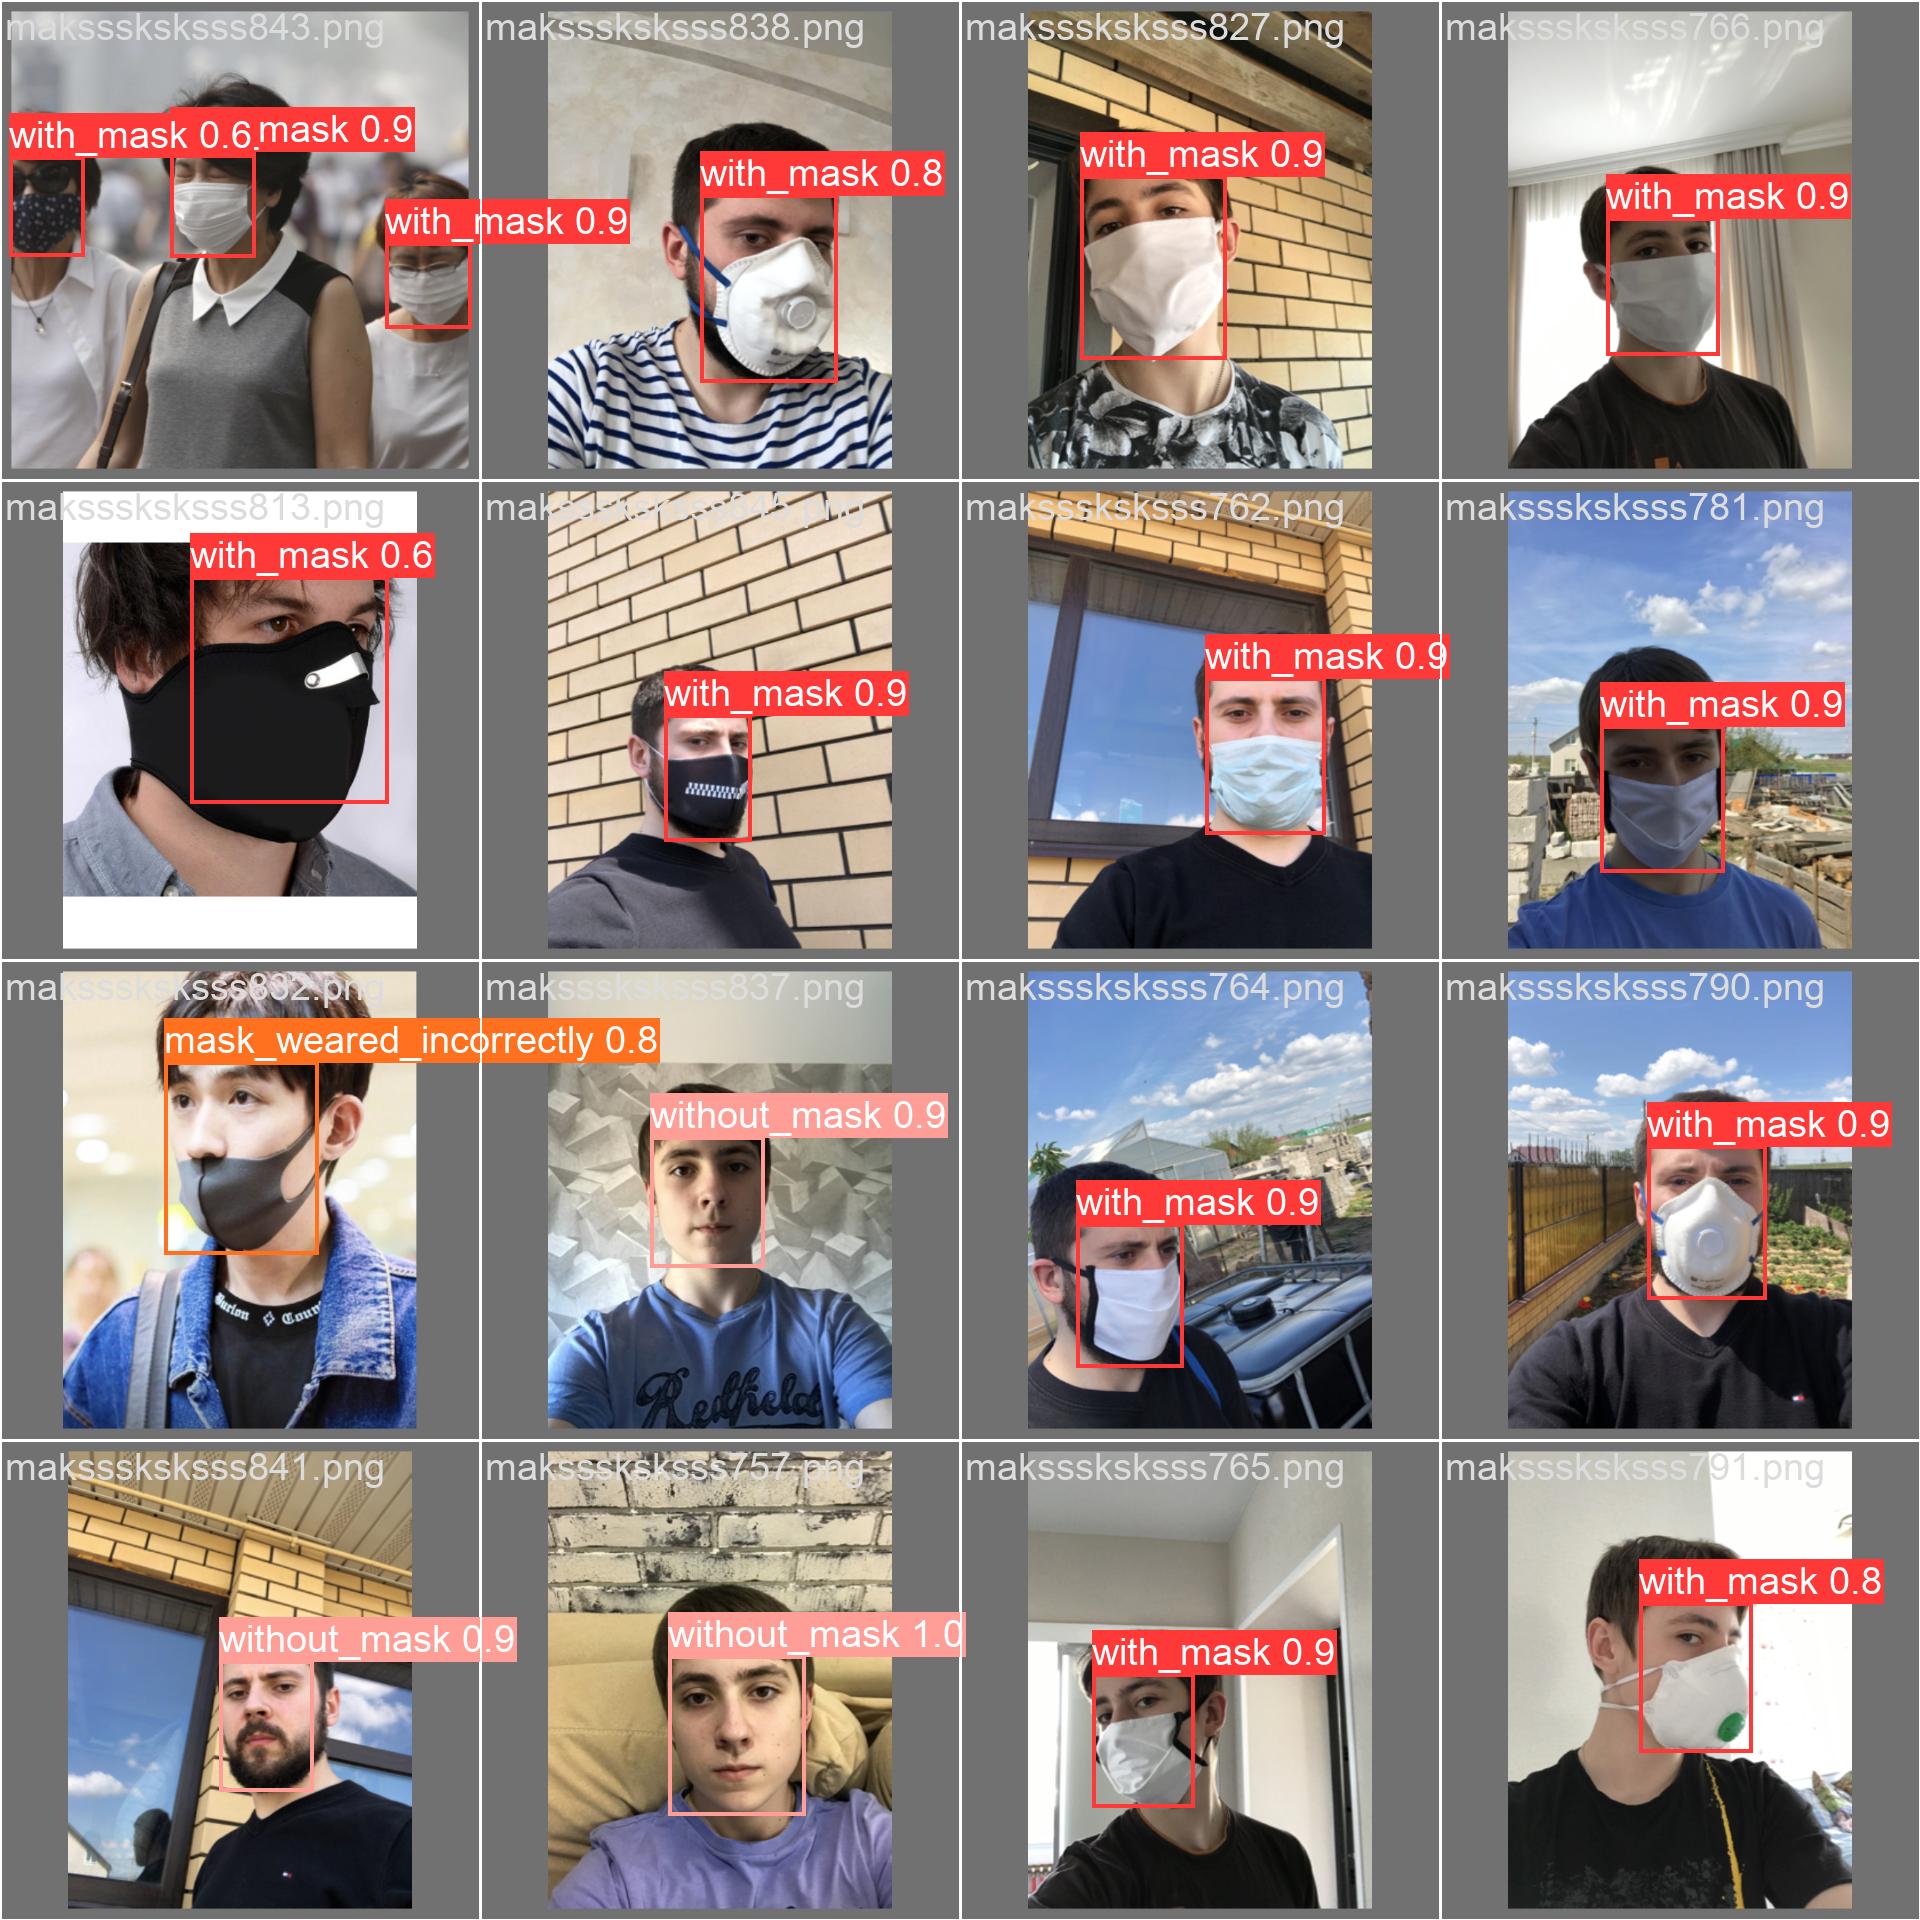 maksssksksss843.png
with_mask 0.6
mask 0.9
with_mask 0.9
maksssksksss838.png
with_mask 0.8
maksssksksss827.png
with_mask 0.9
maksssksksss766.png
with_mask 0.9
maksssksksss813.png
with_mask 0.6
maksssksksss845.png
with_mask 0.9
maksssksksss762.png
with_mask 0.9
maksssksksss781.png
with_mask 0.9
maksssksksss832.png
mask_weared_incorrectly 0.8
Burlon
maksssksksss837.png
without_mask 0.9
Redfield
maksssksksss764.png
with_mask 0.9
maksssksksss790.png
with_mask 0.9
maksssksksss841.png
without_mask 0.9
maksssksksss757.png
without_mask 1.0
maksssksksss765.png
with_mask 0.9
maksssksksss791.png
with_mask 0.8